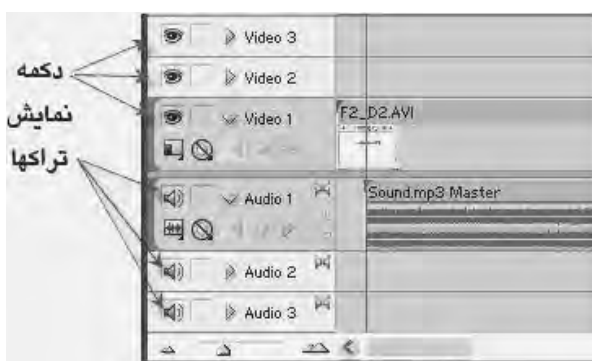 دکمه
نمایش
تراکها
Video 3
Video 2
Video 1
F2_D2.AVI
Audio 1
Sound.mp3 Master
Audio 2
Audio 3